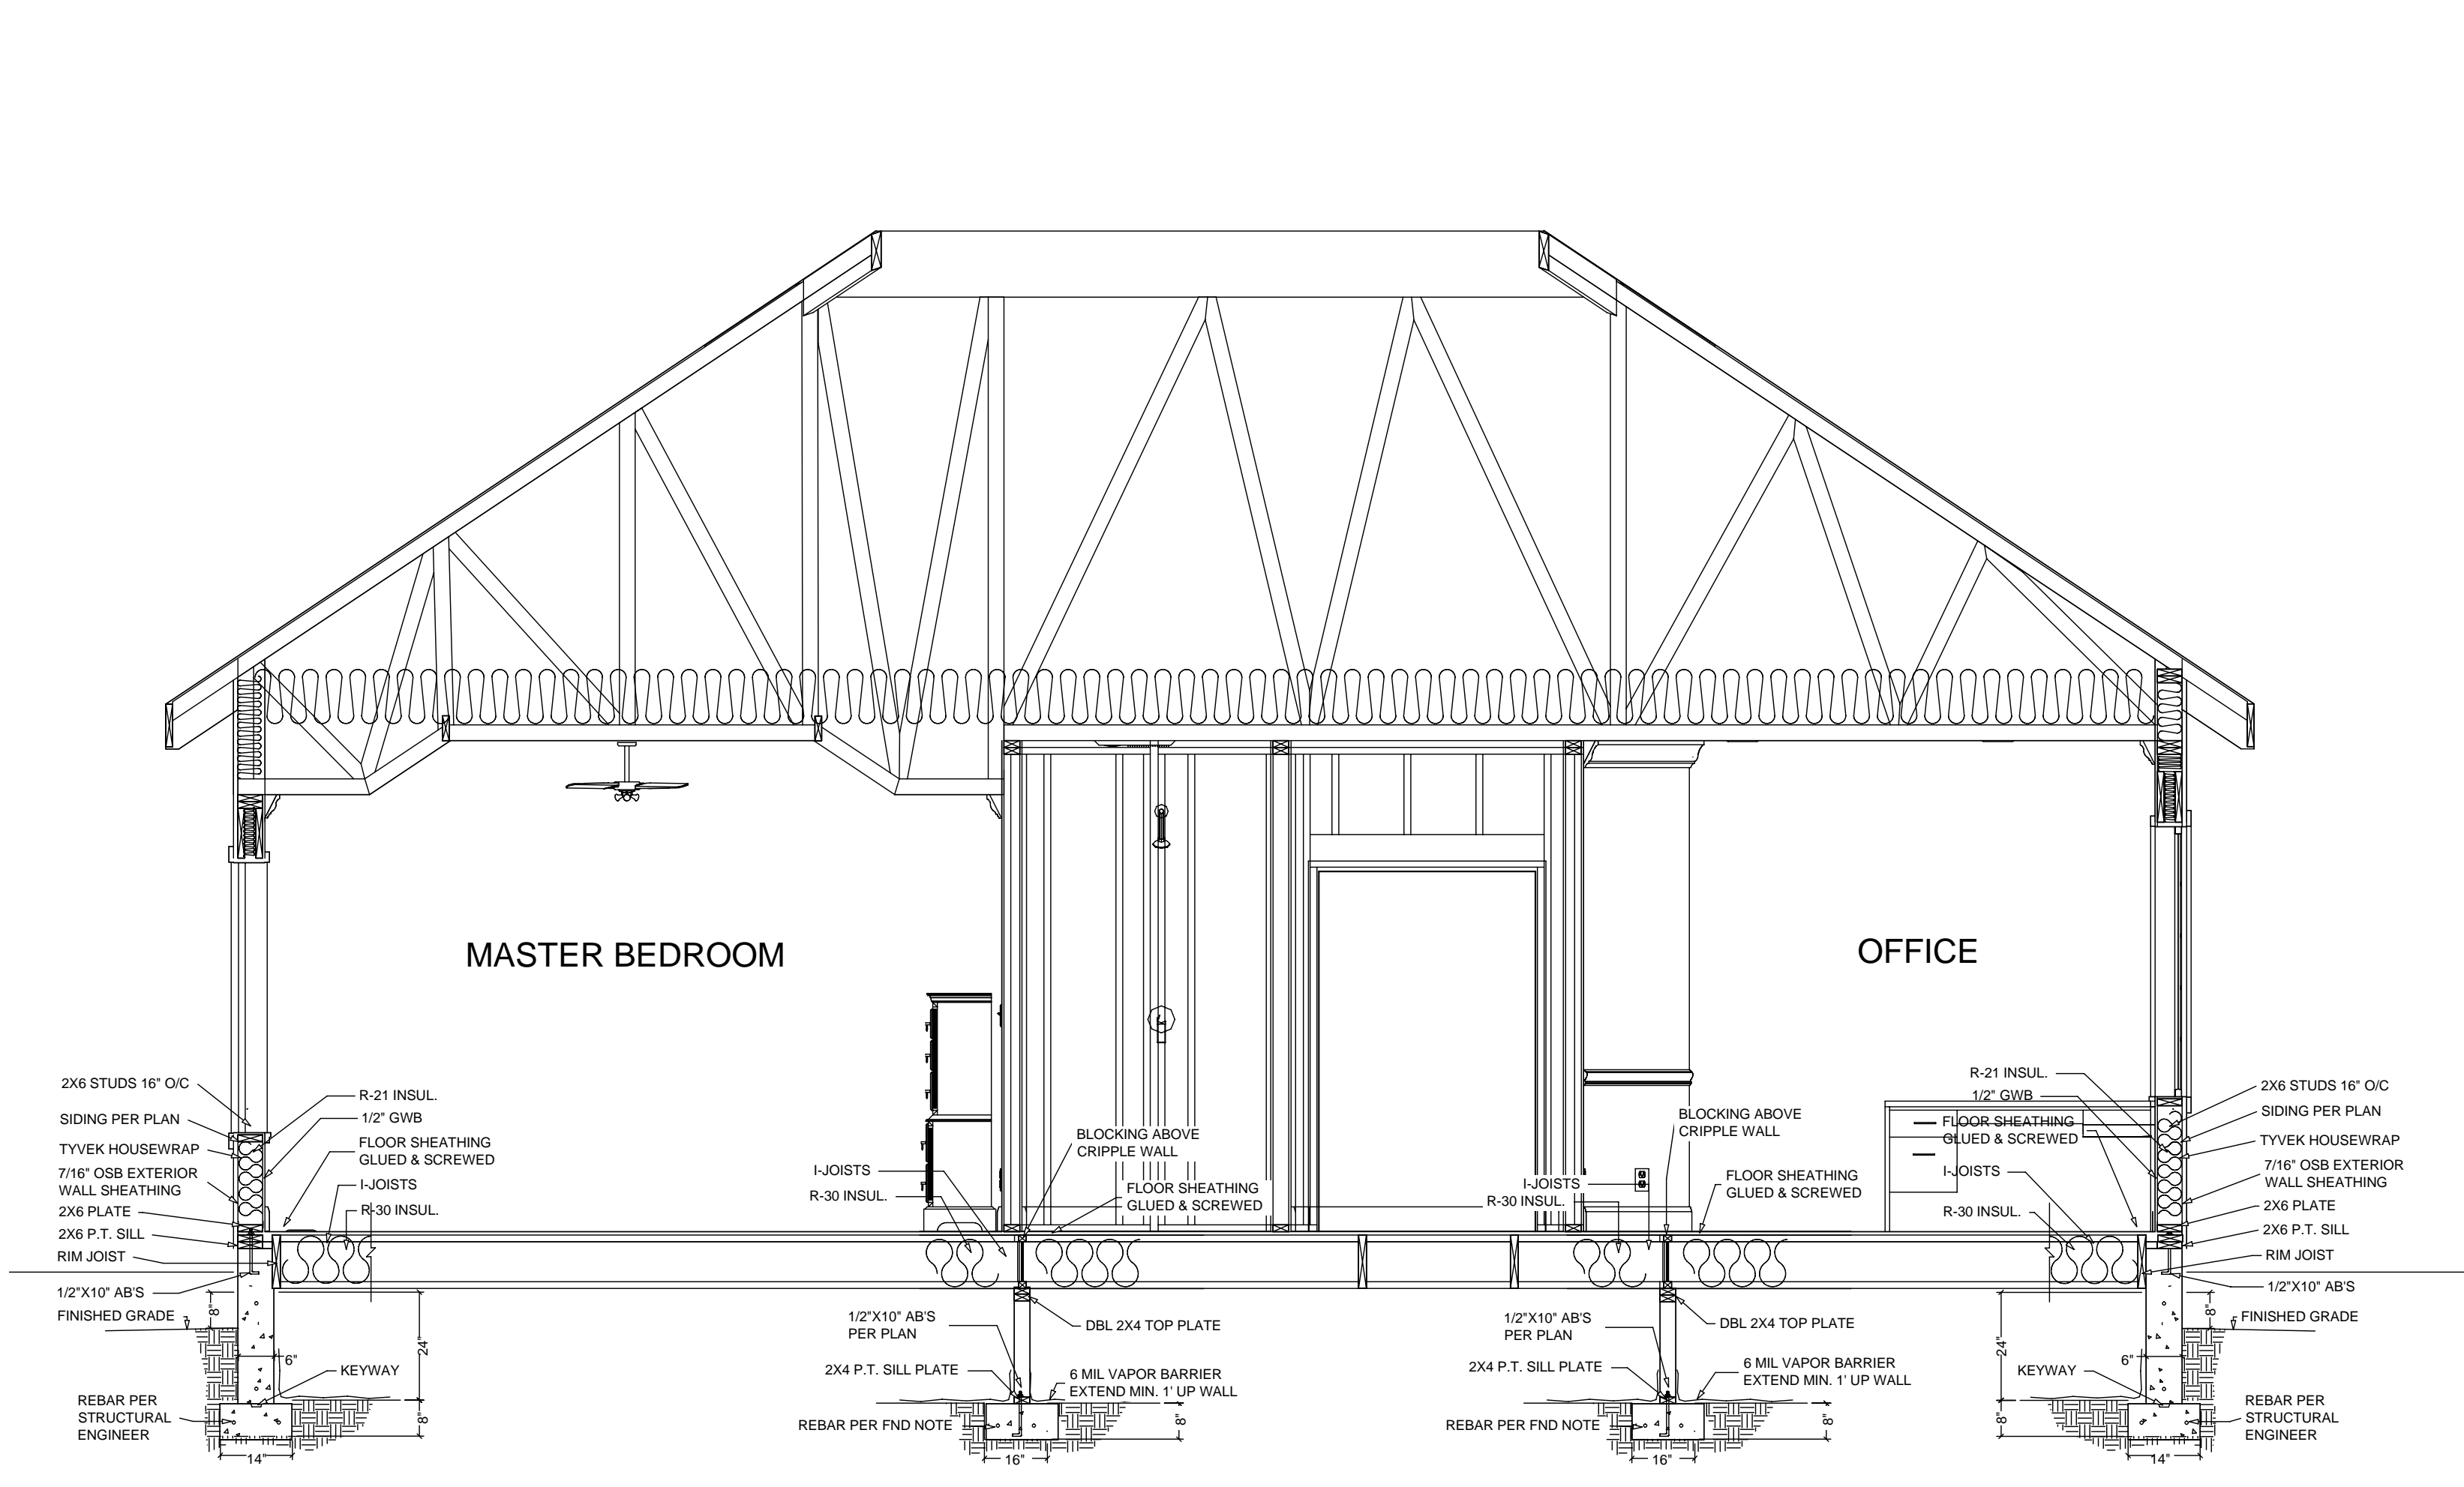 MASTER BEDROOM
OFFICE
2X6 STUDS 16" O/C
SIDING PER PLAN
TYVEK HOUSEWRAP
7/16" OSB EXTERIOR
WALL SHEATHING
2X6 PLATE
2X6 P.T. SILL
RIM JOIST
1/2"X10" AB'S
FINISHED GRADE
REBAR PER
STRUCTURAL
ENGINEER
R-21 INSUL.
1/2" GWB
FLOOR SHEATHING
GLUED & SCREWED
I-JOISTS
R-30 INSUL.
8"
6"
24"
KEYWAY
8"
14"
I-JOISTS
R-30 INSUL.
BLOCKING ABOVE
CRIPPLE WALL
FLOOR SHEATHING
GLUED & SCREWED
1/2"X10" AB'S
PER PLAN
DBL 2X4 TOP PLATE
2X4 P.T. SILL PLATE
6 MIL VAPOR BARRIER
EXTEND MIN. 1' UP WALL
REBAR PER FND NOTE
8"
16"
BLOCKING ABOVE
CRIPPLE WALL
I-JOISTS
R-30 INSUL.
FLOOR SHEATHING
GLUED & SCREWED
1/2"X10" AB'S
PER PLAN
DBL 2X4 TOP PLATE
2X4 P.T. SILL PLATE
6 MIL VAPOR BARRIER
EXTEND MIN. 1' UP WALL
REBAR PER FND NOTE
8"
16"
R-21 INSUL.
1/2" GWB
FLOOR SHEATHING
GLUED & SCREWED
I-JOISTS
R-30 INSUL.
24"
8"
6"
KEYWAY
8"
14"
2X6 STUDS 16" O/C
SIDING PER PLAN
TYVEK HOUSEWRAP
7/16" OSB EXTERIOR
WALL SHEATHING
2X6 PLATE
2X6 P.T. SILL
RIM JOIST
1/2"X10" AB'S
FINISHED GRADE
REBAR PER
STRUCTURAL
ENGINEER